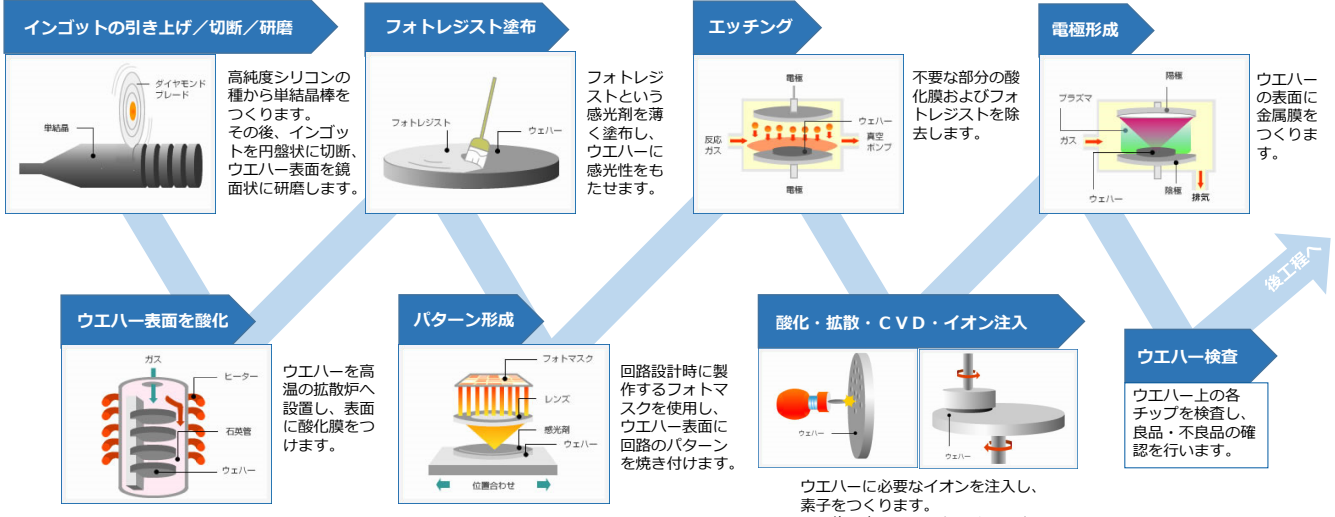 インゴットの引き上げ／切断／研磨
ダイヤモンド
ブレード
単結晶
高純度シリコンの
種から単結晶棒を
つくります。
その後、インゴッ
トを円盤状に切断、
ウエハー表面を鏡
面状に研磨します。
ウエハー表面を酸化
ガス
ヒーター
石英管
ウェハー
ウエハーを高
温の拡散炉へ
設置し、表面
に酸化膜をつ
けます。
フォトレジスト塗布
フォトレジスト
ウェハー
フォトレジ
ストという
感光剤を薄
く塗布し、
ウエハーに
感光性をも
たせます。
パターン形成
フォトマスク
レンズ
感光剤
ウェハー
位置合わせ
回路設計時に製
作するフォトマ
スクを使用し、
ウエハー表面に
回路のパターン
を焼き付けます。
エッチング
電極
ウェハー
反応
ガス
真空
ポンプ
電極
不要な部分の酸
化膜およびフォ
トレジストを除
去します。
酸化・拡散・ＣＶＤ・イオン注入
ウェハー
ウェハー
ウエハーに必要なイオンを注入し、
素子をつくります。
電極形成
陽極
プラズマ
ガス
ウェハー
陰極
排気
ウエハー
の表面に
金属膜を
つくりま
す。
ウエハー検査
ウエハー上の各
チップを検査し、
良品・不良品の確
認を行います。
後工程へ